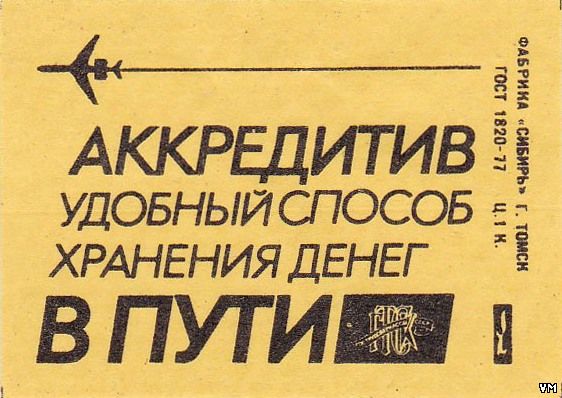 АККРЕДИТИВ
УДОБНЫЙ СПОСОБ
ХРАНЕНИЯ ДЕНЕГ
В ПУТИ
ФАБРИКА «СИБИРЬ» Г. ТОМСК
ГОСТ 1820-77 Ц. 1 К.
VM